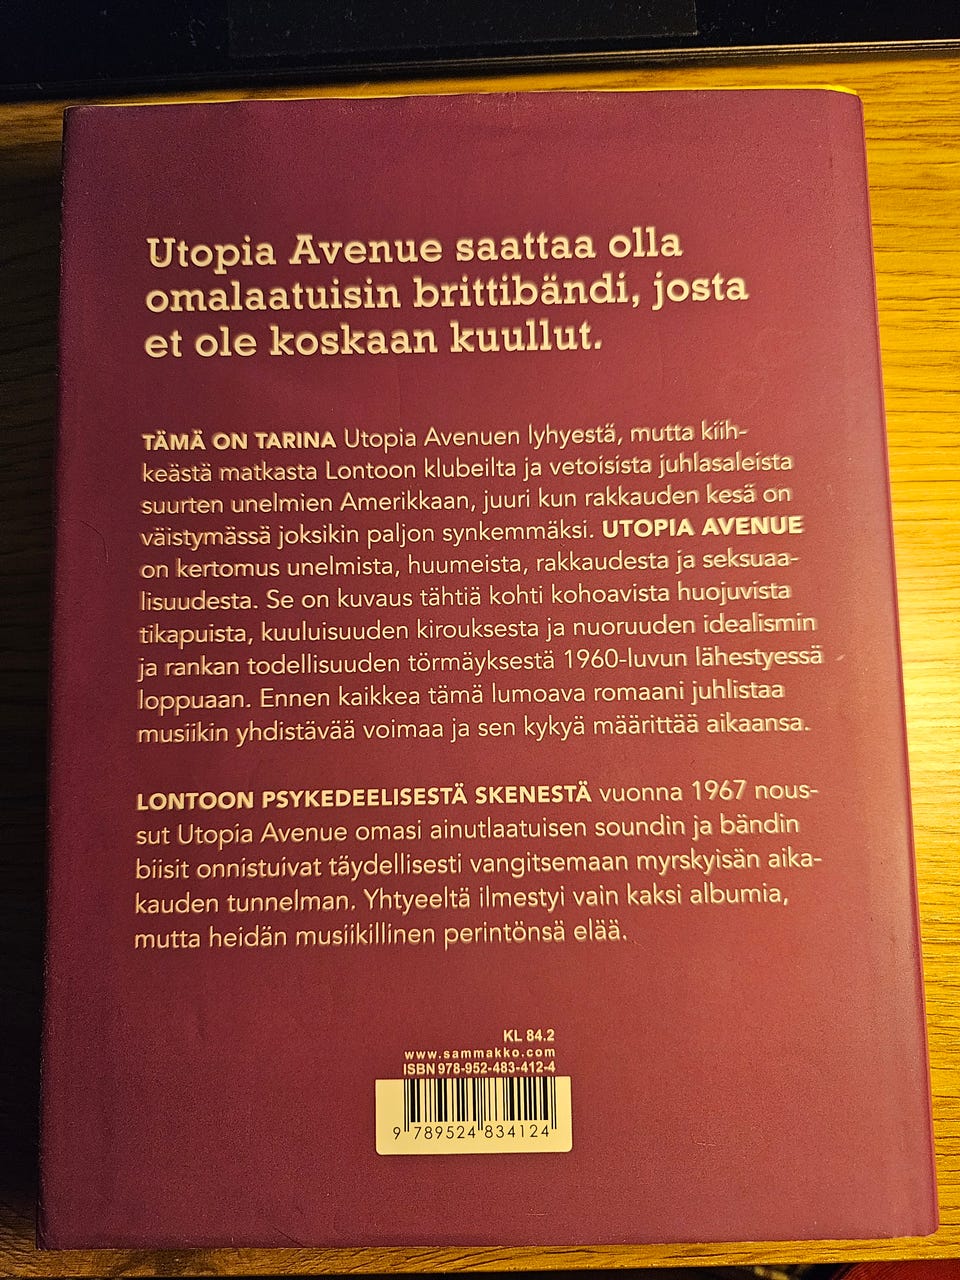 Utopia Avenue saattaa olla
omalaatuisin brittibändi, josta
et ole koskaan kuullut.
TÄMÄ ON TARINA Utopia Avenuen lyhyestä, mutta kiih-
keästä matkasta Lontoon klubeilta ja vetoisista juhlasaleista
suurten unelmien Amerikkaan, juuri kun rakkauden kesä on
väistymässä joksikin paljon synkemmäksi. UTOPIA AVENUE
on kertomus unelmista, huumeista, rakkaudesta ja seksuaa-
lisuudesta. Se on kuvaus tähtiä kohti kohoavista huojuvista
tikapuista, kuuluisuuden kirouksesta ja nuoruuden idealismin
ja rankan todellisuuden törmäyksestä 1960-luvun lähestyessä
loppuaan. Ennen kaikkea tämä lumoava romaani juhlistaa
musiikin yhdistävää voimaa ja sen kykyä määrittää aikaansa.
LONTOON PSYKEDEELISESTÄ SKENESTÄ vuonna 1967 nous-
sut Utopia Avenue omasi ainutlaatuisen soundin ja bändin
biisit onnistuivat täydellisesti vangitsemaan myrskyisän aika-
kauden tunnelman. Yhtyeeltä ilmestyi vain kaksi albumia,
mutta heidän musiikillinen perintönsä elää.
KL 84.2
www.sammakko.com
ISBN 978-952-483-412-4
9 789524 834124